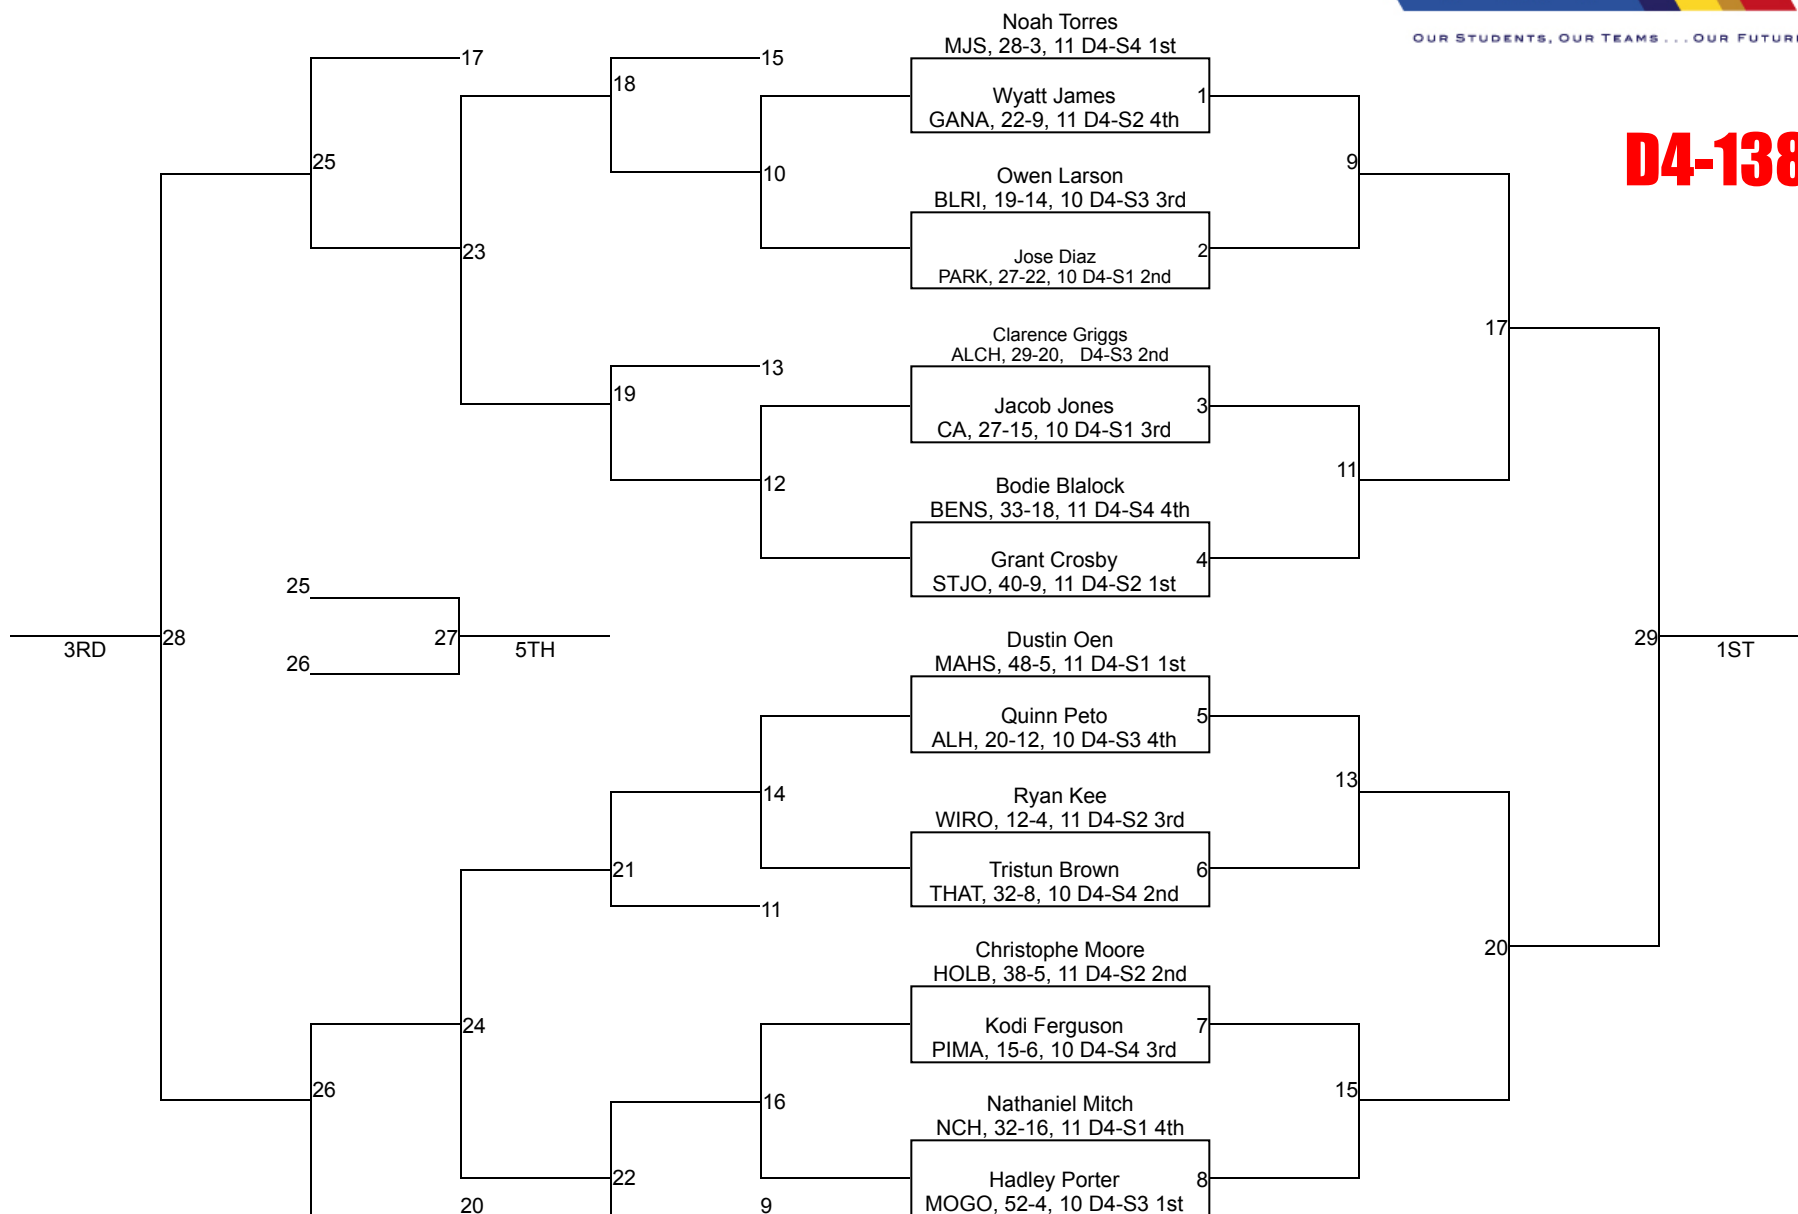 OUR STUDENTS, OUR TEAMS . . . OUR FUTURE
D4-138
Noah Torres
MJS, 28-3, 11 D4-S4 1st
17
15
18
Wyatt James
1
GANA, 22-9, 11 D4-S2 4th
25
10
9
Owen Larson
BLRI, 19-14, 10 D4-S3 3rd
23
Jose Diaz
2
PARK, 27-22, 10 D4-S1 2nd
17
Clarence Griggs
ALCH, 29-20, D4-S3 2nd
13
19
Jacob Jones
3
CA, 27-15, 10 D4-S1 3rd
12
11
Bodie Blalock
BENS, 33-18, 11 D4-S4 4th
Grant Crosby
4
STJO, 40-9, 11 D4-S2 1st
25
3RD
28
26
27
5TH
29
1ST
Dustin Oen
MAHS, 48-5, 11 D4-S1 1st
Quinn Peto
5
ALH, 20-12, 10 D4-S3 4th
14
13
Ryan Kee
WIRO, 12-4, 11 D4-S2 3rd
21
Tristun Brown
6
THAT, 32-8, 10 D4-S4 2nd
11
20
Christophe Moore
HOLB, 38-5, 11 D4-S2 2nd
24
Kodi Ferguson
7
PIMA, 15-6, 10 D4-S4 3rd
26
16
15
Nathaniel Mitch
NCH, 32-16, 11 D4-S1 4th
22
Hadley Porter
8
MOGO, 52-4, 10 D4-S3 1st
20
9